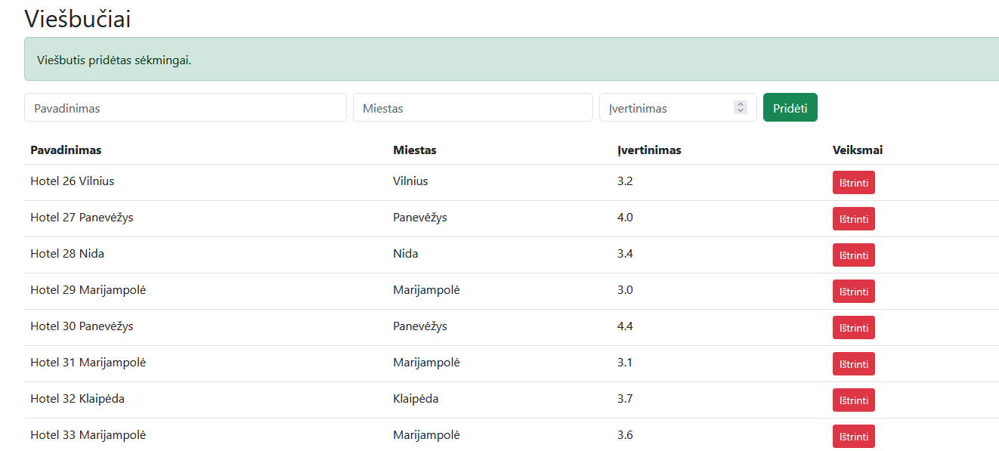 Viešbučiai
Viešbutis pridėtas sėkmingai.
Pavadinimas Miestas Įvertinimas Pridėti
Pavadinimas Miestas Įvertinimas Veiksmai
Hotel 26 Vilnius Vilnius 3.2 Ištrinti
Hotel 27 Panevėžys Panevėžys 4.0 Ištrinti
Hotel 28 Nida Nida 3.4 Ištrinti
Hotel 29 Marijampolė Marijampolė 3.0 Ištrinti
Hotel 30 Panevėžys Panevėžys 4.4 Ištrinti
Hotel 31 Marijampolė Marijampolė 3.1 Ištrinti
Hotel 32 Klaipėda Klaipėda 3.7 Ištrinti
Hotel 33 Marijampolė Marijampolė 3.6 Ištrinti